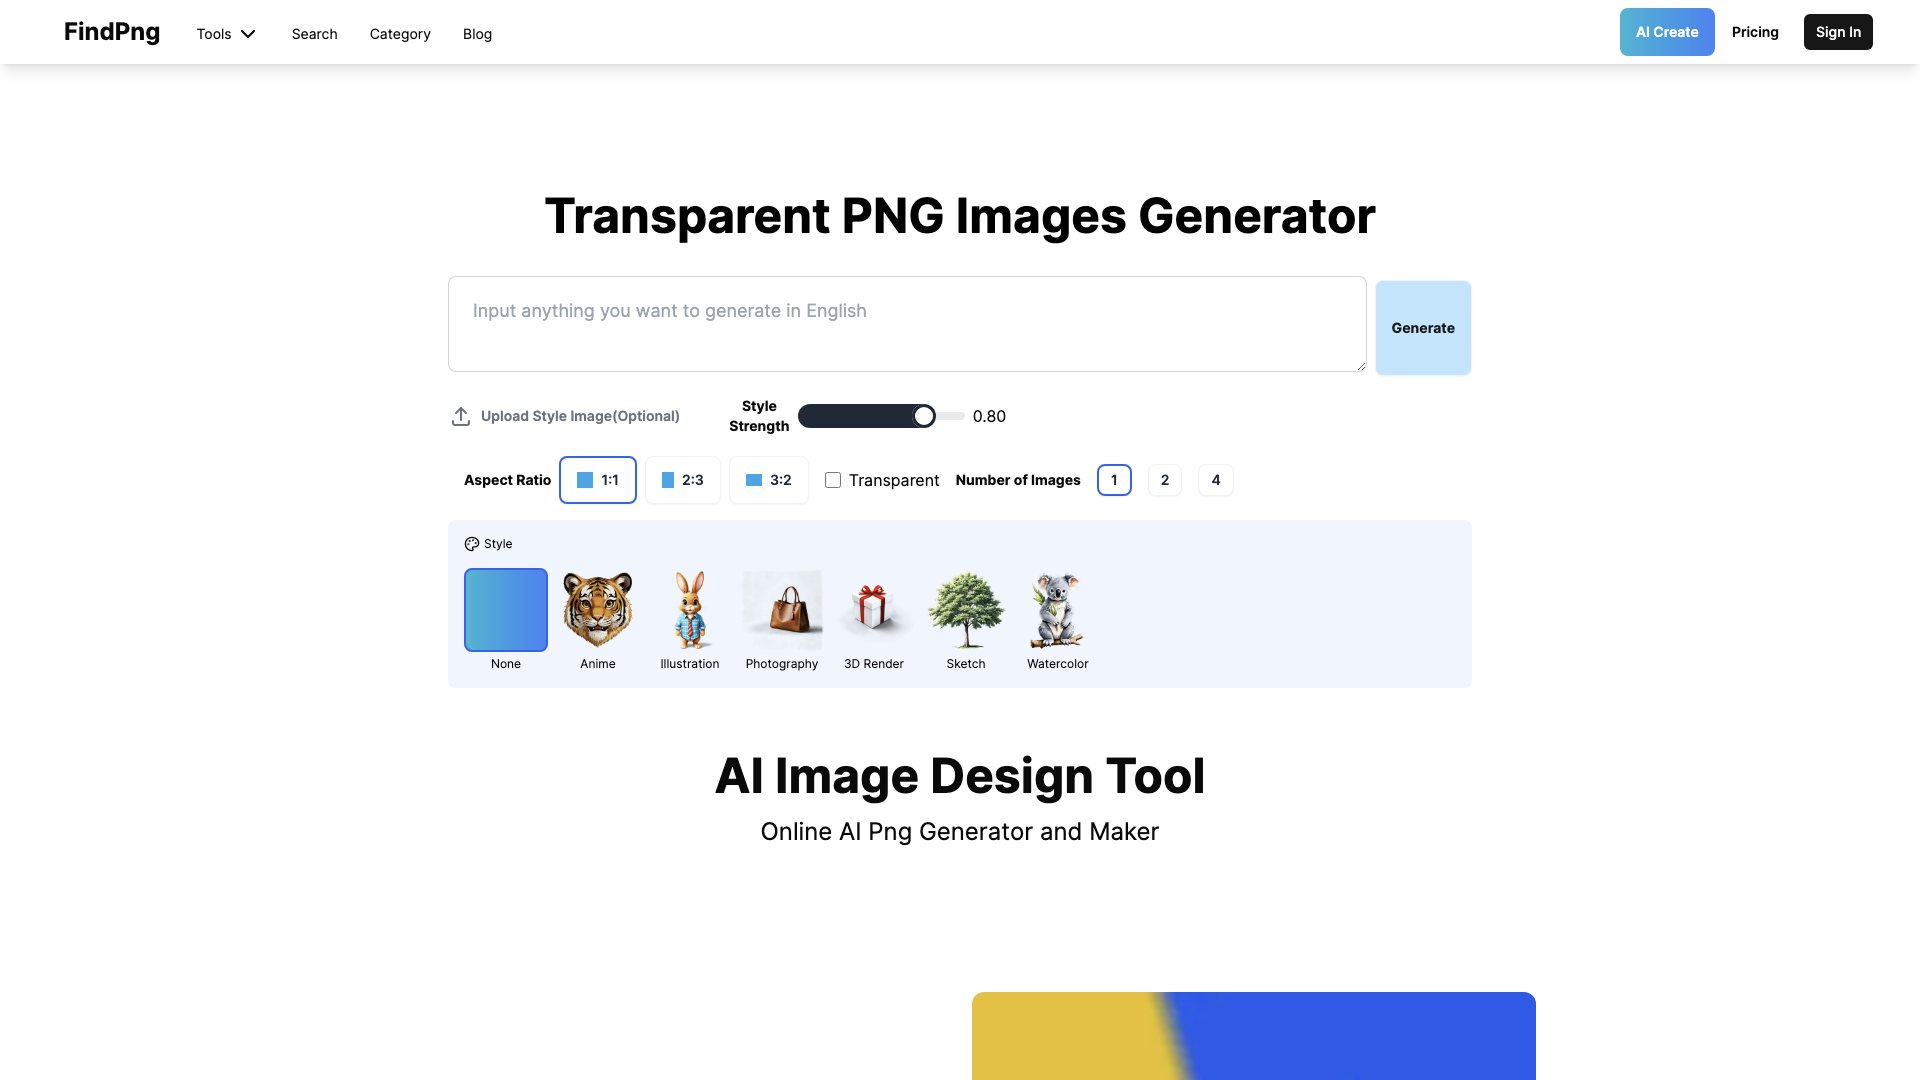 FindPng
Tools
Search
Category
Blog
AI Create
Pricing
Sign In
Transparent PNG Images Generator
Input anything you want to generate in English
Generate
Upload Style Image(Optional)
Style
Strength
0.80
Aspect Ratio
1:1
2:3
3:2
Transparent
Number of Images
1
2
4
Style
None
Anime
Illustration
Photography
3D Render
Sketch
Watercolor
AI Image Design Tool
Online AI Png Generator and Maker